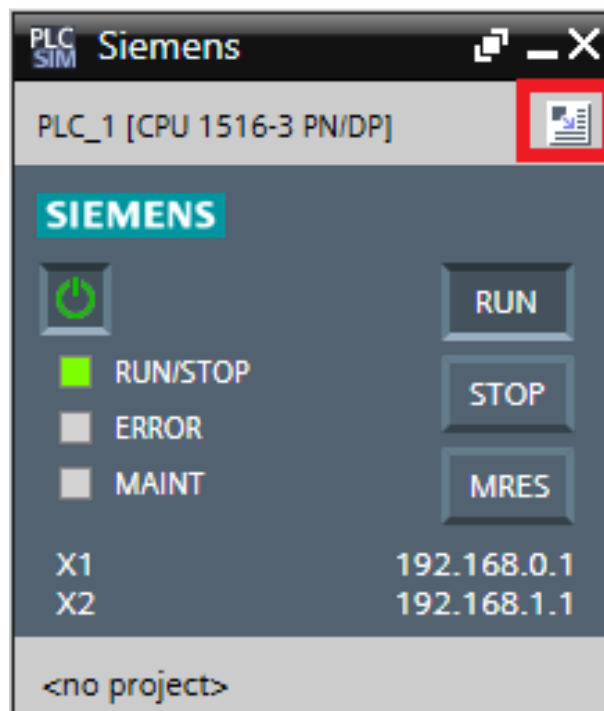 PLC SIM Siemens
PLC_1 [CPU 1516-3 PN/DP]
SIEMENS
RUN
RUN/STOP
STOP
ERROR
MAINT
MRES
X1 192.168.0.1
X2 192.168.1.1
<no project>